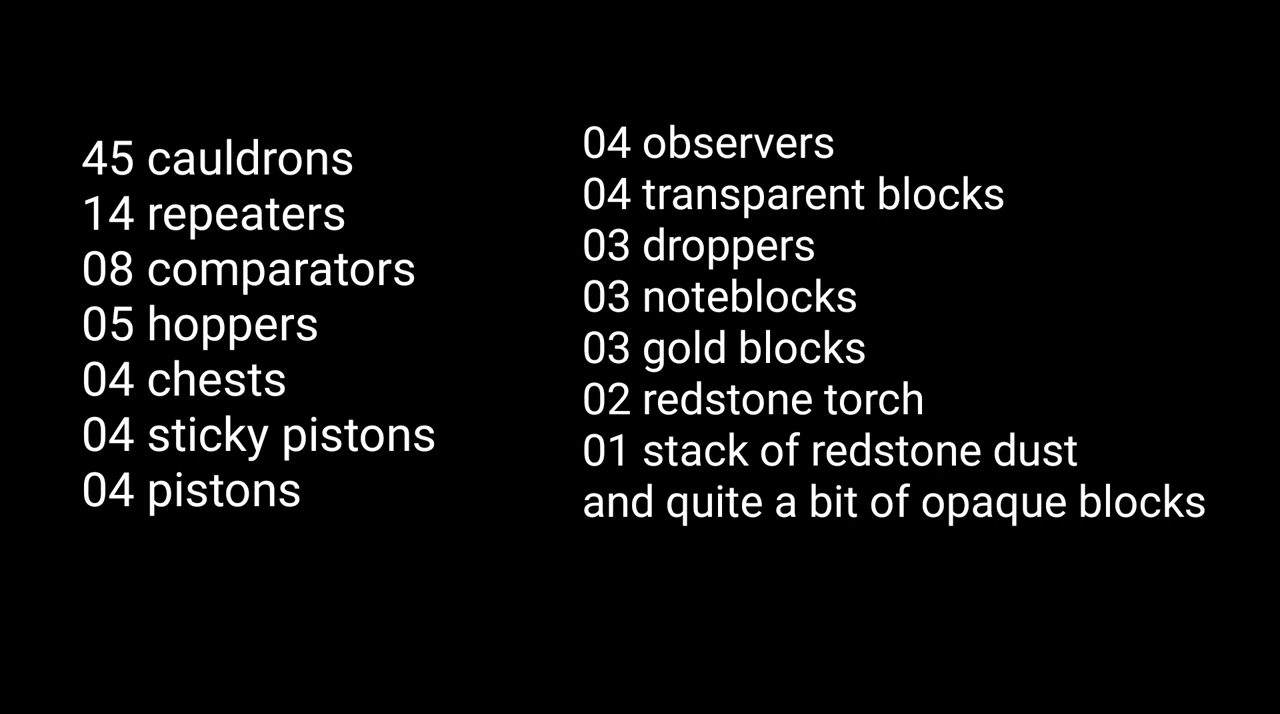 45 cauldrons
14 repeaters
08 comparators
05 hoppers
04 chests
04 sticky pistons
04 pistons
04 observers
04 transparent blocks
03 droppers
03 noteblocks
03 gold blocks
02 redstone torch
01 stack of redstone dust
and quite a bit of opaque blocks